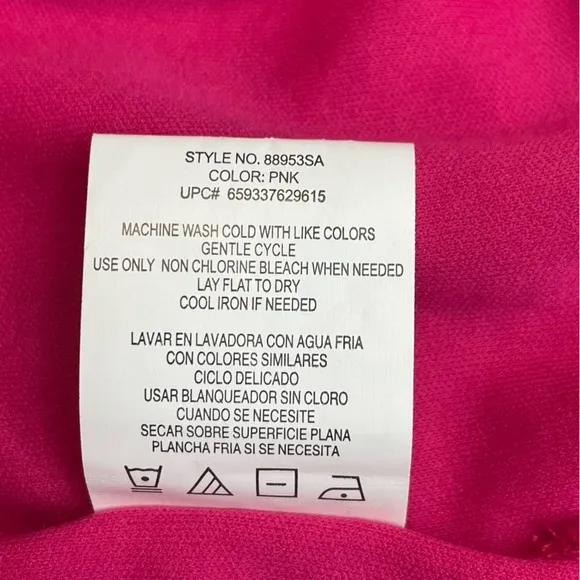 STYLE NO. 88953SA
COLOR: PNK
UPC# 659337629615
MACHINE WASH COLD WITH LIKE COLORS
GENTLE CYCLE
USE ONLY NON CHLORINE BLEACH WHEN NEEDED
LAY FLAT TO DRY
COOL IRON IF NEEDED
LAVAR EN LAVADORA CON AGUA FRIA
CON COLORES SIMILARES
CICLO DELICADO
USAR BLANQUEADOR SIN CLORO
CUANDO SE NECESITE
SECAR SOBRE SUPERFICIE PLANA
PLANCHA FRIA SI SE NECESITA